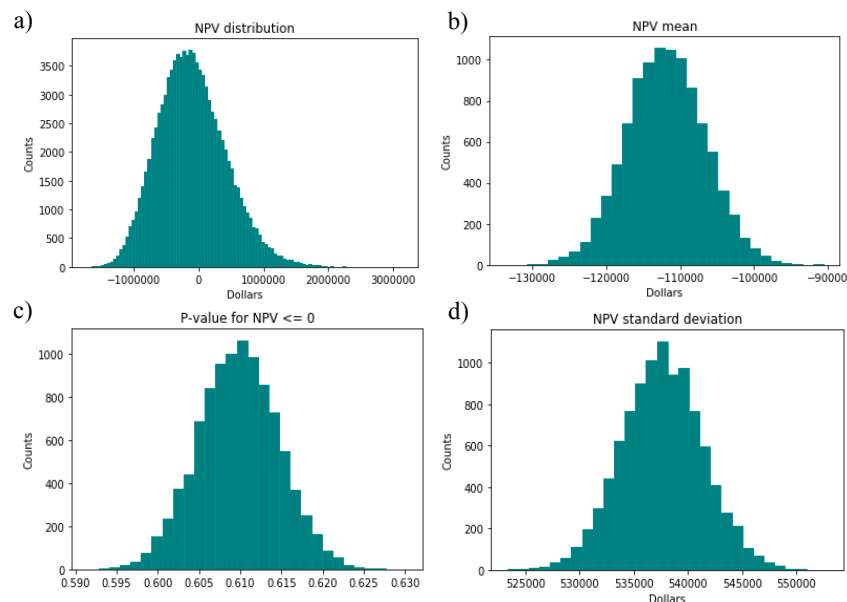 a)
NPV distribution
Counts
3500
3000
2500
2000
1500
1000
500
0
-1000000 0 1000000 2000000 3000000
Dollars
b)
NPV mean
Counts
1000
800
600
400
200
0
−130000 −120000 −110000 −100000 −90000
Dollars
c)
P-value for NPV <= 0
Counts
1000
800
600
400
200
0
0.590 0.595 0.600 0.605 0.610 0.615 0.620 0.625 0.630
d)
NPV standard deviation
Counts
1000
800
600
400
200
0
525000 530000 535000 540000 545000 550000
Dollars